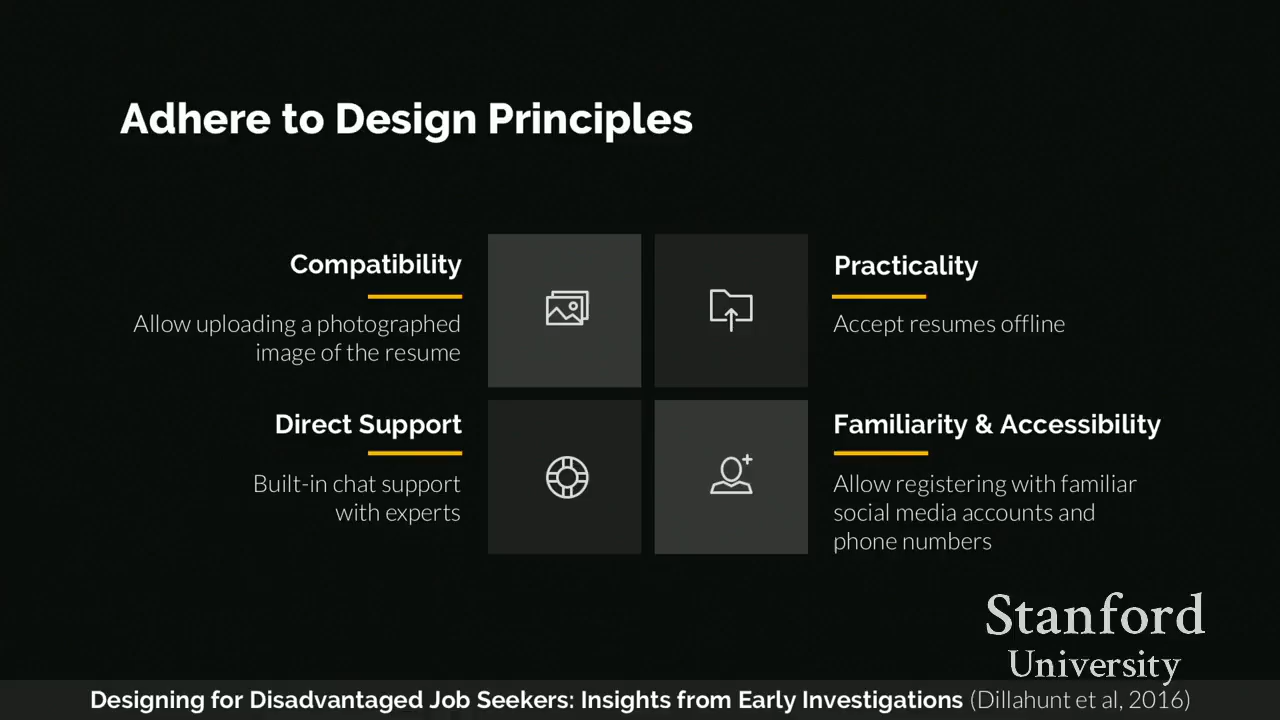 Adhere to Design Principles
Compatibility
Allow uploading a photographed
image of the resume
Practicality
Accept resumes offline
Direct Support
Built-in chat support
with experts
Familiarity & Accessibility
Allow registering with familiar
social media accounts and
phone numbers
Stanford
University
Designing for Disadvantaged Job Seekers: Insights from Early Investigations (Dillahunt et al, 2016)